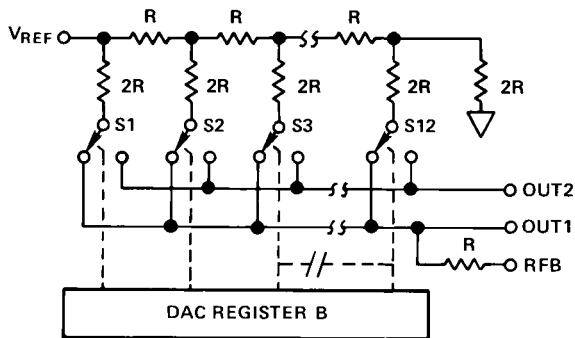 R R R
VREF
2R 2R 2R 2R 2R
S1 S2 S3 S12
OUT2
OUT1
R
RFB
DAC REGISTER B